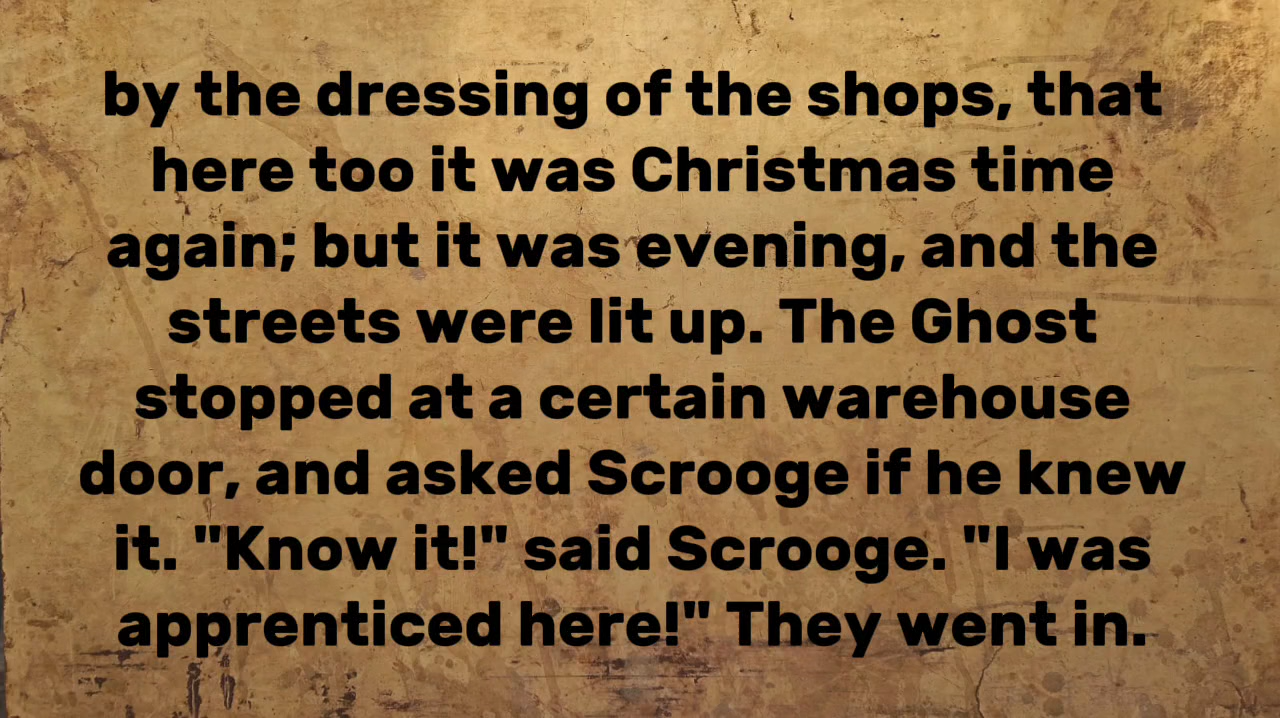 by the dressing of the shops, that
here too it was Christmas time
again; but it was evening, and the
streets were lit up. The Ghost
stopped at a certain warehouse
door, and asked Scrooge if he knew
it. "Know it!" said Scrooge. "I was
apprenticed here!" They went in.